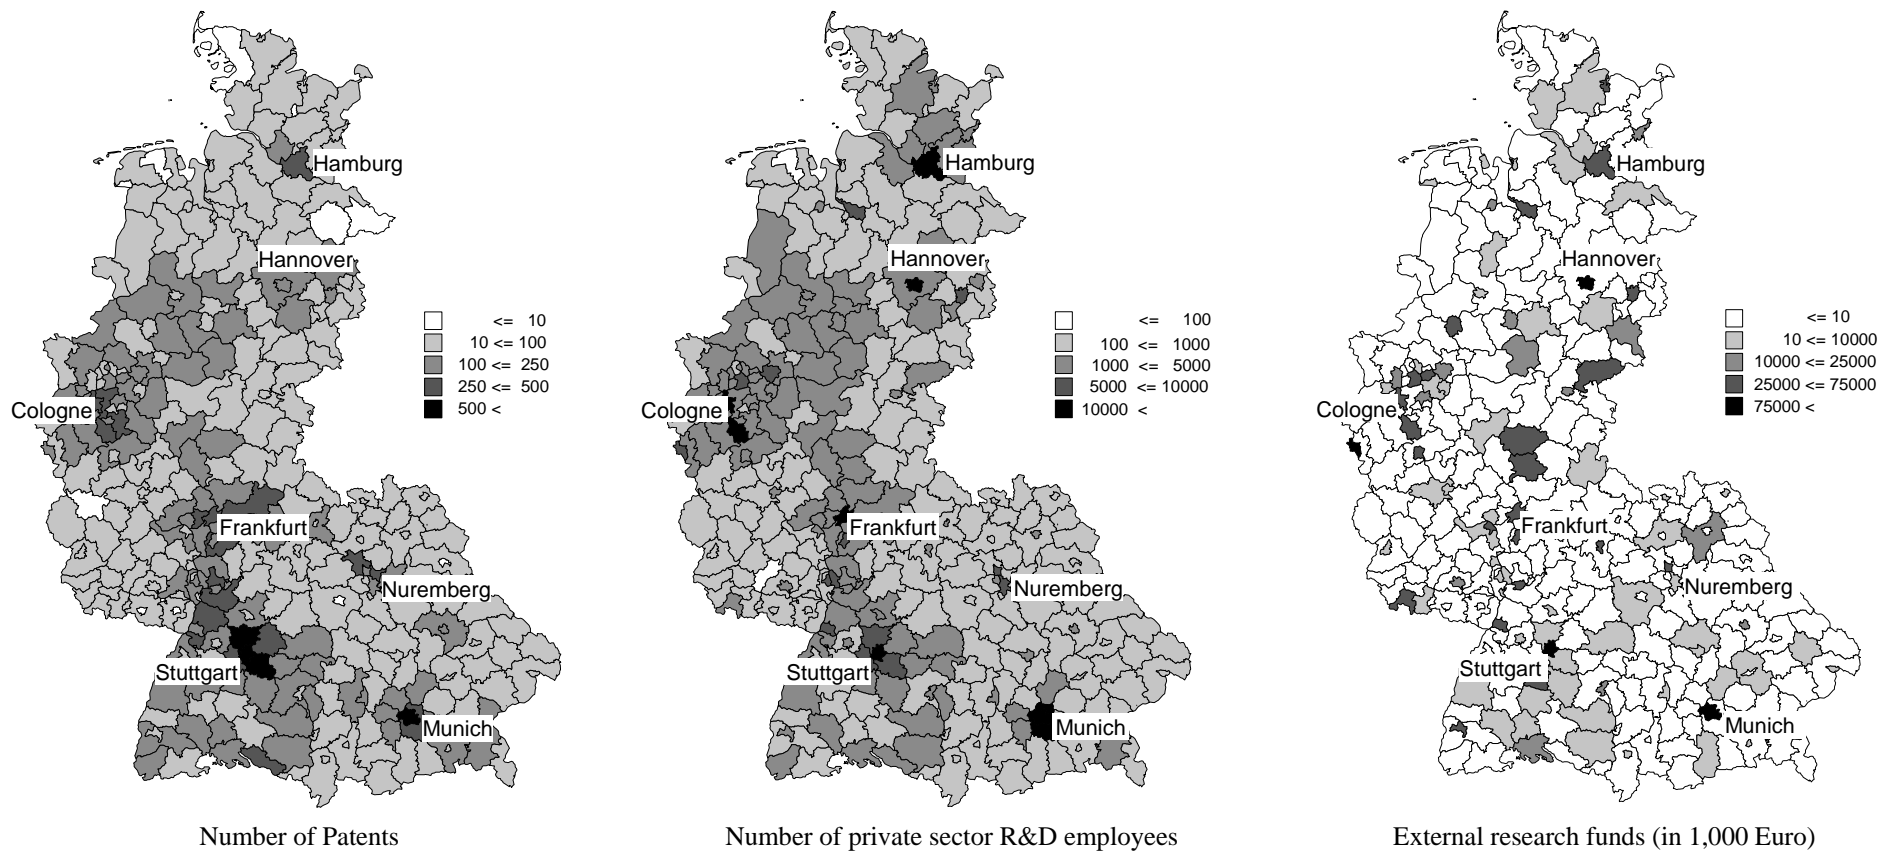 Hamburg
Hannover
<= 10
10 <= 100
100 <= 250
250 <= 500
500 <
Cologne
Frankfurt
Nuremberg
Stuttgart
Munich
Number of Patents
Hamburg
Hannover
<= 100
100 <= 1000
1000 <= 5000
5000 <= 10000
10000 <
Cologne
Frankfurt
Nuremberg
Stuttgart
Munich
Number of private sector R&D employees
Hamburg
Hannover
<= 10
10 <= 10000
10000 <= 25000
25000 <= 75000
75000 <
Cologne
Frankfurt
Nuremberg
Stuttgart
Munich
External research funds (in 1,000 Euro)